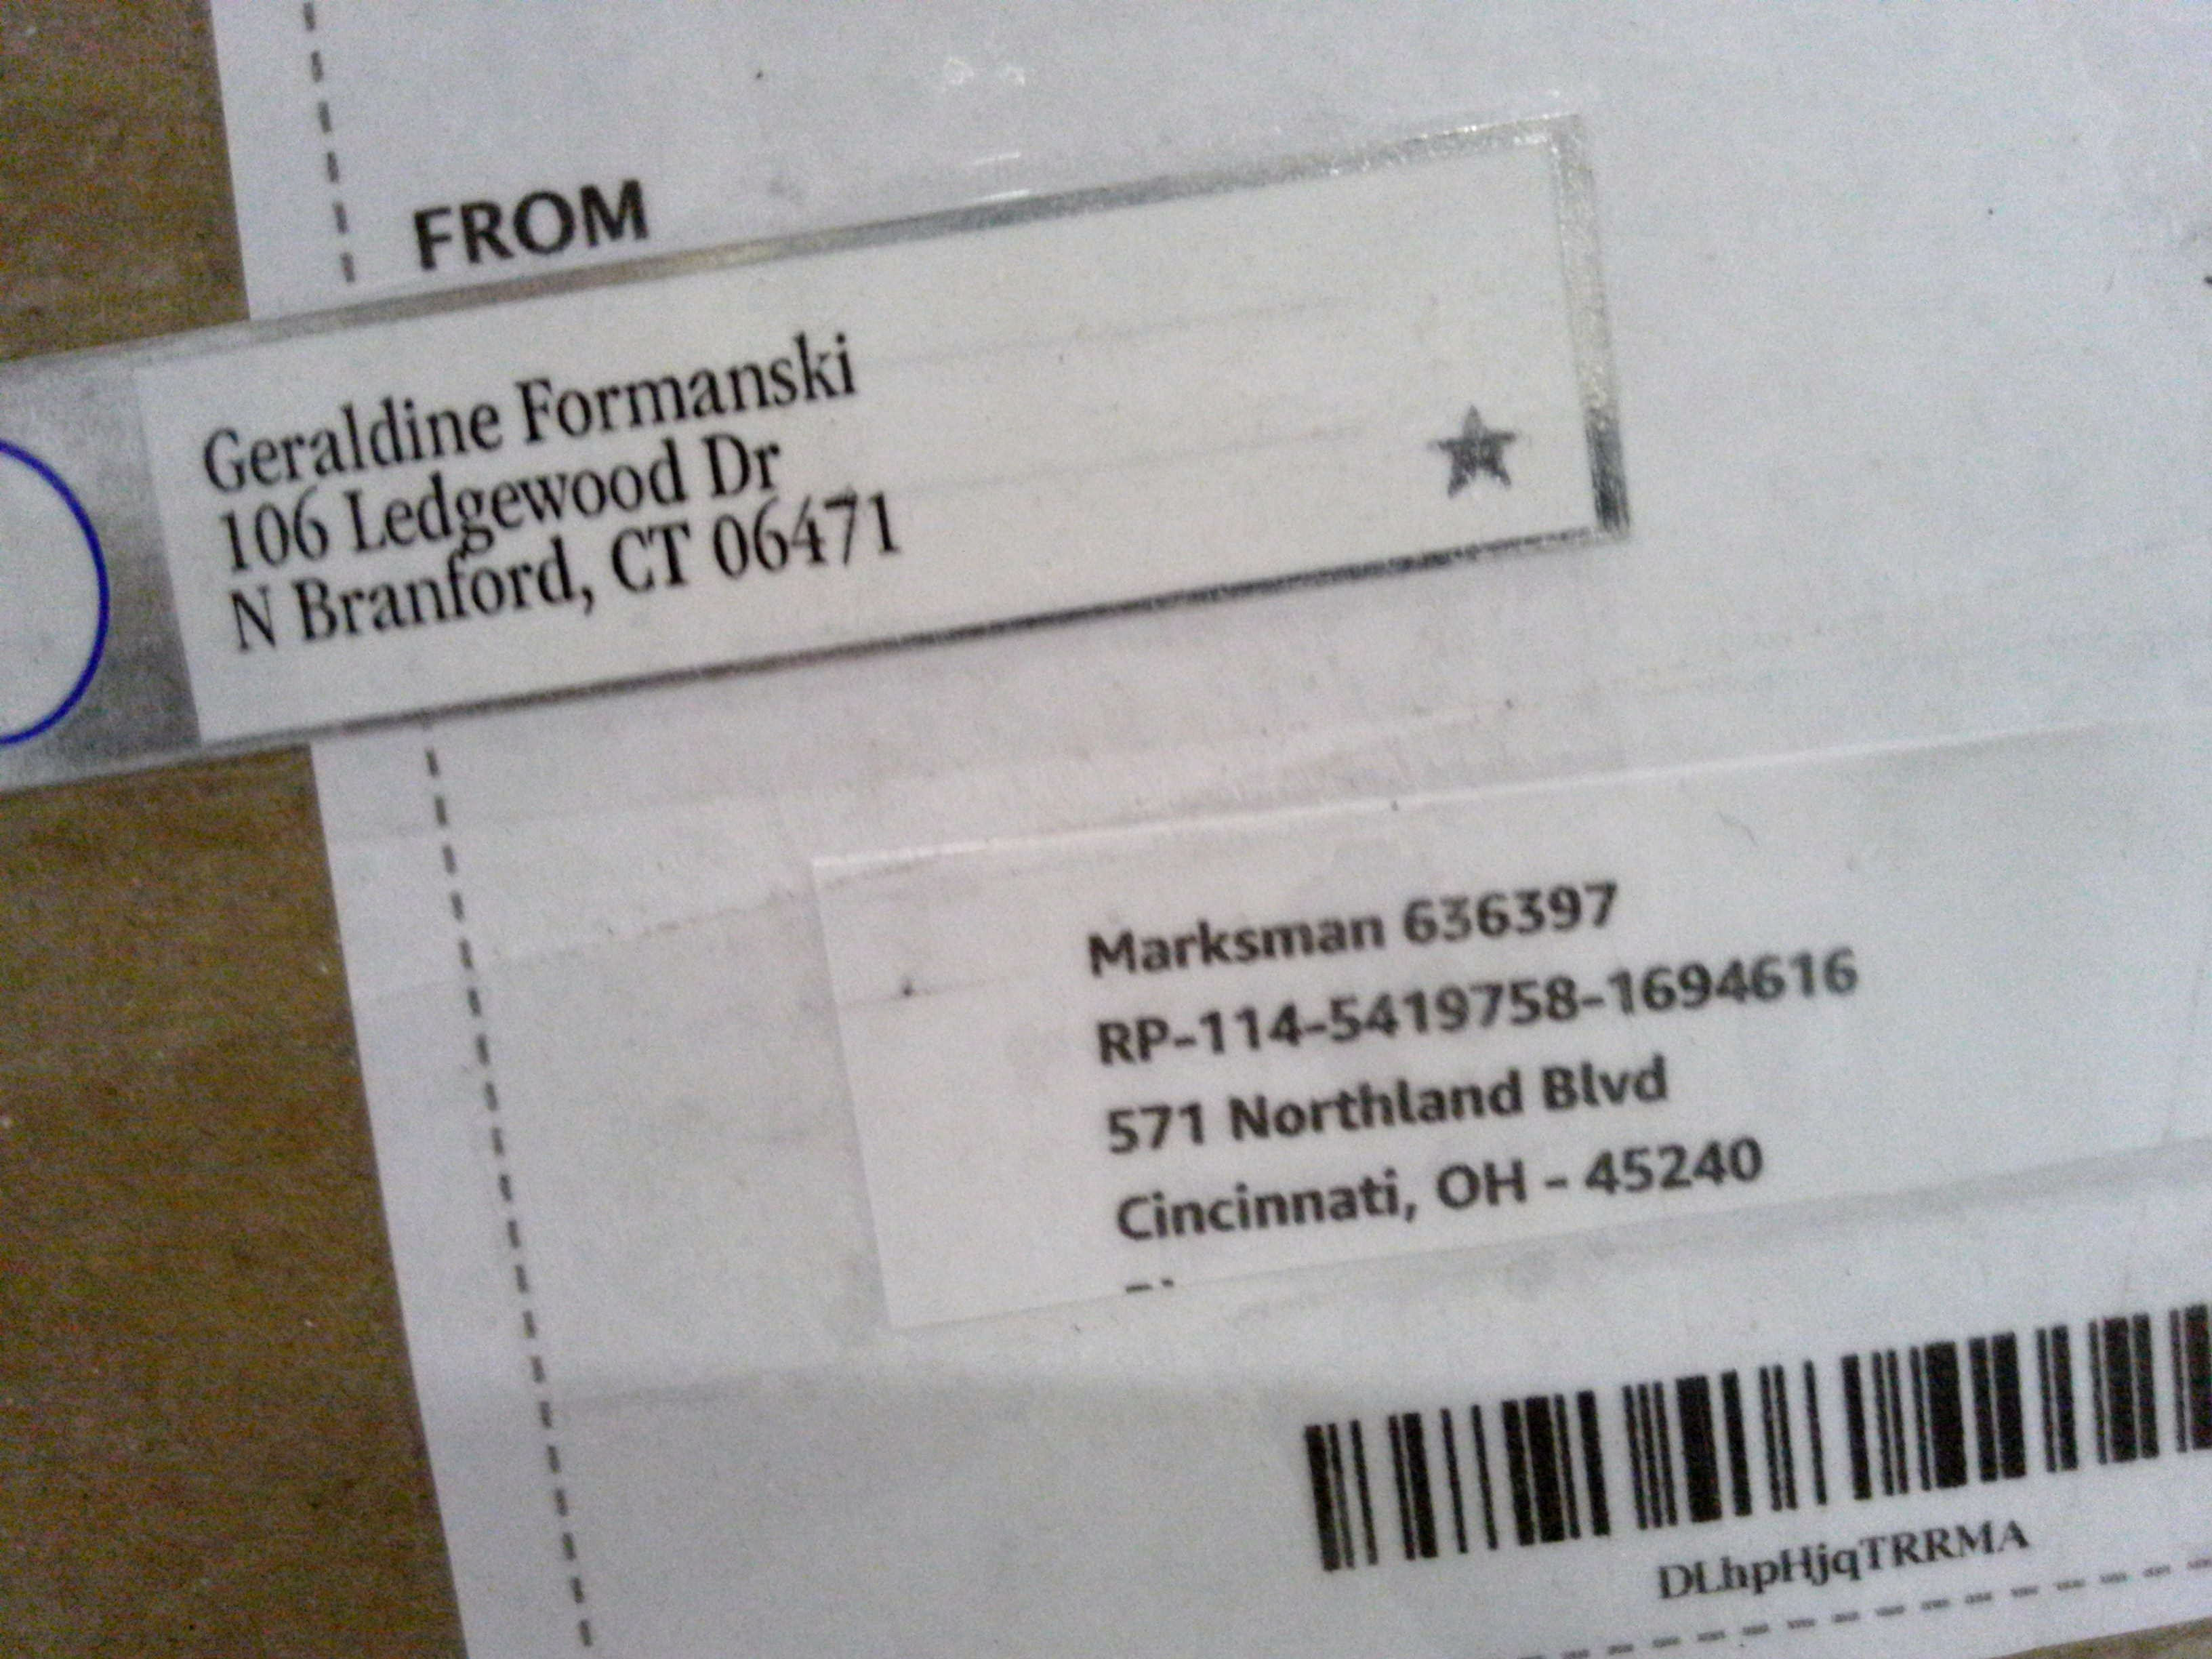 FROM
Geraldine Formanski
106 Ledgewood Dr
N Branford, CT 06471
Marksman 636397
RP-114-5419758-1694616
571 Northland Blvd
Cincinnati, OH - 45240
DLhpHjqTRRMA